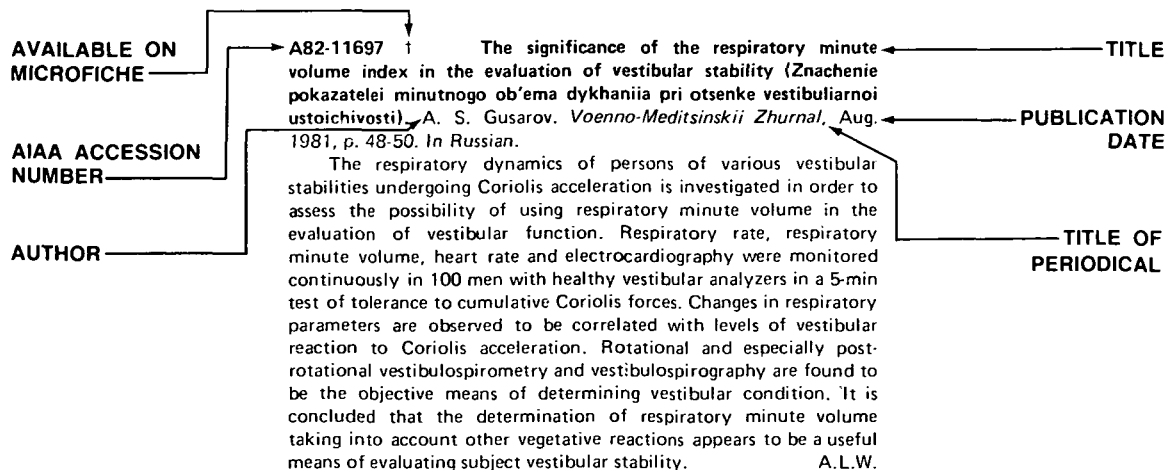 AVAILABLE ON
MICROFICHE
AIAA ACCESSION
NUMBER
AUTHOR
A82-11697 † The significance of the respiratory minute
volume index in the evaluation of vestibular stability (Znachenie
pokazatelei minutnogo ob'ema dykhaniia pri otsenke vestibuliarnoi
ustoichivosti). A. S. Gusarov. Voenno-Meditsinskii Zhurnal, Aug.
1981, p. 48-50. In Russian.
The respiratory dynamics of persons of various vestibular
stabilities undergoing Coriolis acceleration is investigated in order to
assess the possibility of using respiratory minute volume in the
evaluation of vestibular function. Respiratory rate, respiratory
minute volume, heart rate and electrocardiography were monitored
continuously in 100 men with healthy vestibular analyzers in a 5-min
test of tolerance to cumulative Coriolis forces. Changes in respiratory
parameters are observed to be correlated with levels of vestibular
reaction to Coriolis acceleration. Rotational and especially post-
rotational vestibulospirometry and vestibulospirography are found to
be the objective means of determining vestibular condition. It is
concluded that the determination of respiratory minute volume
taking into account other vegetative reactions appears to be a useful
means of evaluating subject vestibular stability. A.L.W.
TITLE
PUBLICATION
DATE
TITLE OF
PERIODICAL